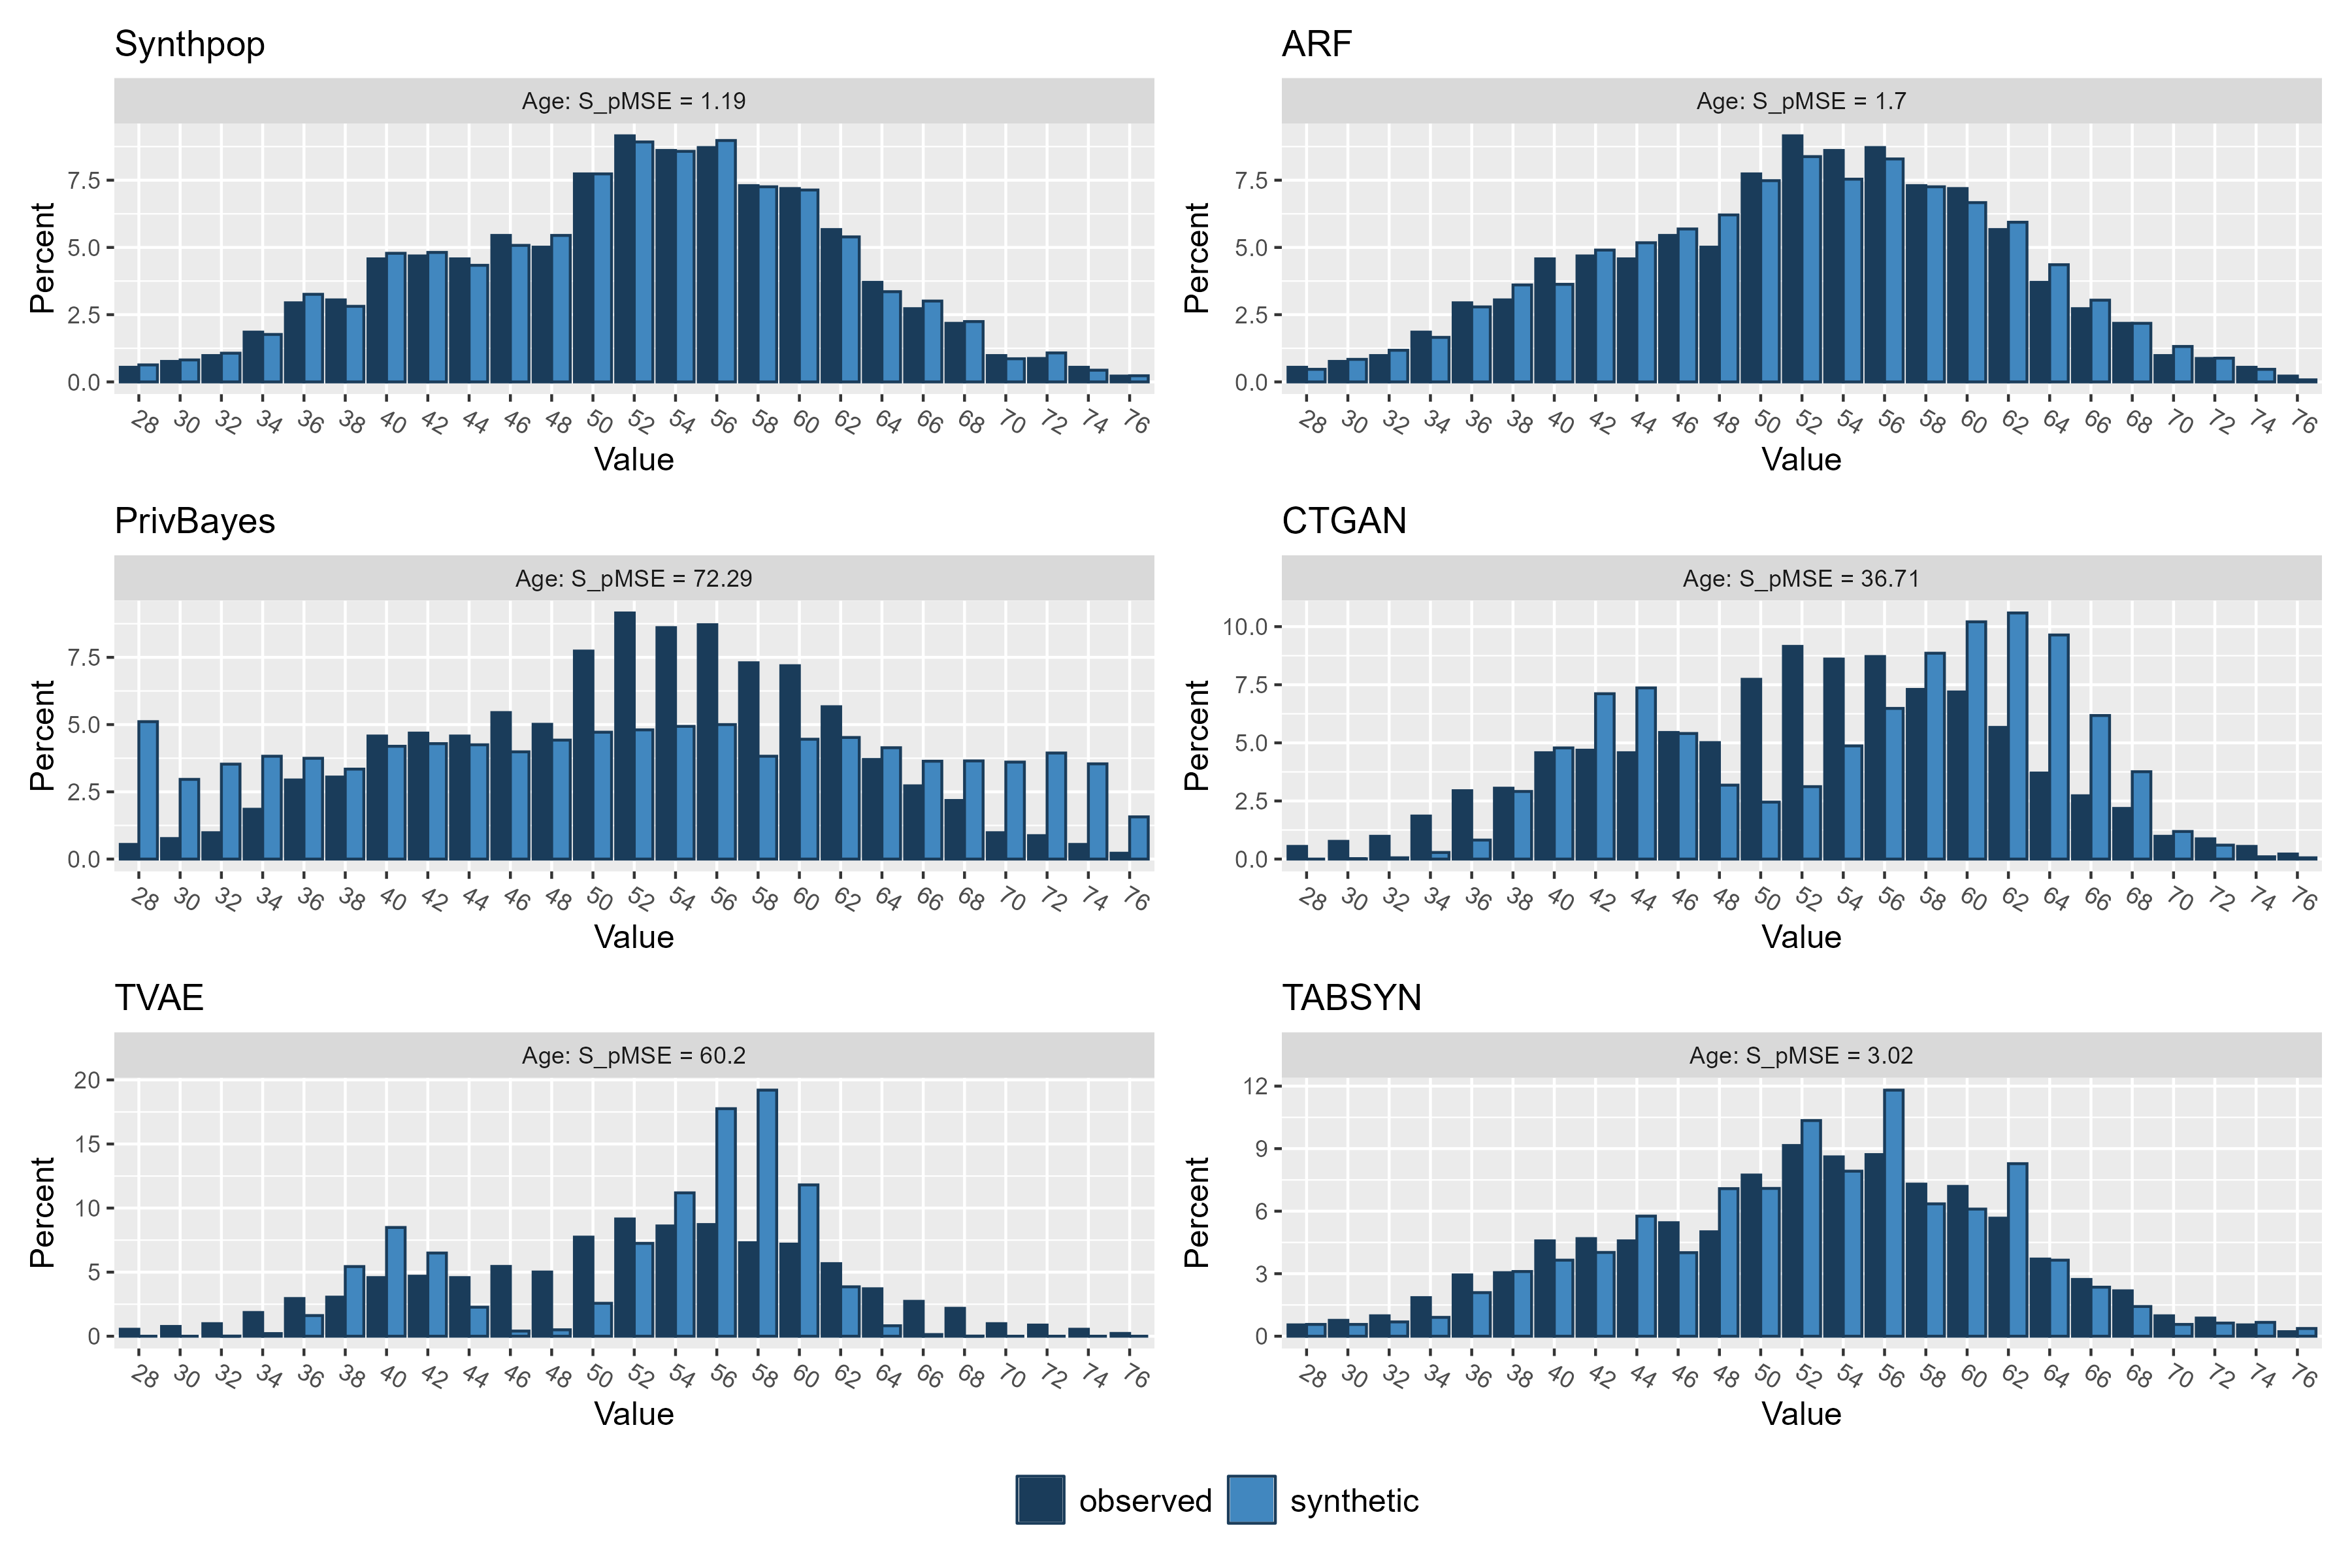 Synthpop
Age: S_pMSE = 1.19
Percent
7.5
5.0
2.5
0.0
28 30 32 34 36 38 40 42 44 46 48 50 52 54 56 58 60 62 64 66 68 70 72 74 76
Value
ARF
Age: S_pMSE = 1.7
Percent
7.5
5.0
2.5
0.0
28 30 32 34 36 38 40 42 44 46 48 50 52 54 56 58 60 62 64 66 68 70 72 74 76
Value
PrivBayes
Age: S_pMSE = 72.29
Percent
7.5
5.0
2.5
0.0
28 30 32 34 36 38 40 42 44 46 48 50 52 54 56 58 60 62 64 66 68 70 72 74 76
Value
CTGAN
Age: S_pMSE = 36.71
Percent
10.0
7.5
5.0
2.5
0.0
28 30 32 34 36 38 40 42 44 46 48 50 52 54 56 58 60 62 64 66 68 70 72 74 76
Value
TVAE
Age: S_pMSE = 60.2
Percent
20
15
10
5
0
28 30 32 34 36 38 40 42 44 46 48 50 52 54 56 58 60 62 64 66 68 70 72 74 76
Value
TABSYN
Age: S_pMSE = 3.02
Percent
12
9
6
3
0
28 30 32 34 36 38 40 42 44 46 48 50 52 54 56 58 60 62 64 66 68 70 72 74 76
Value
observed synthetic